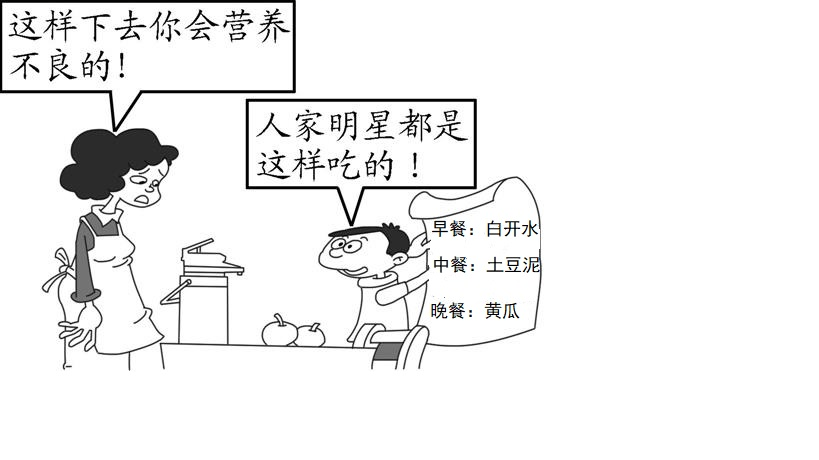 这样下去你会营养
不良的！
人家明星都是
这样吃的！
早餐：白开水
中餐：土豆泥
晚餐：黄瓜